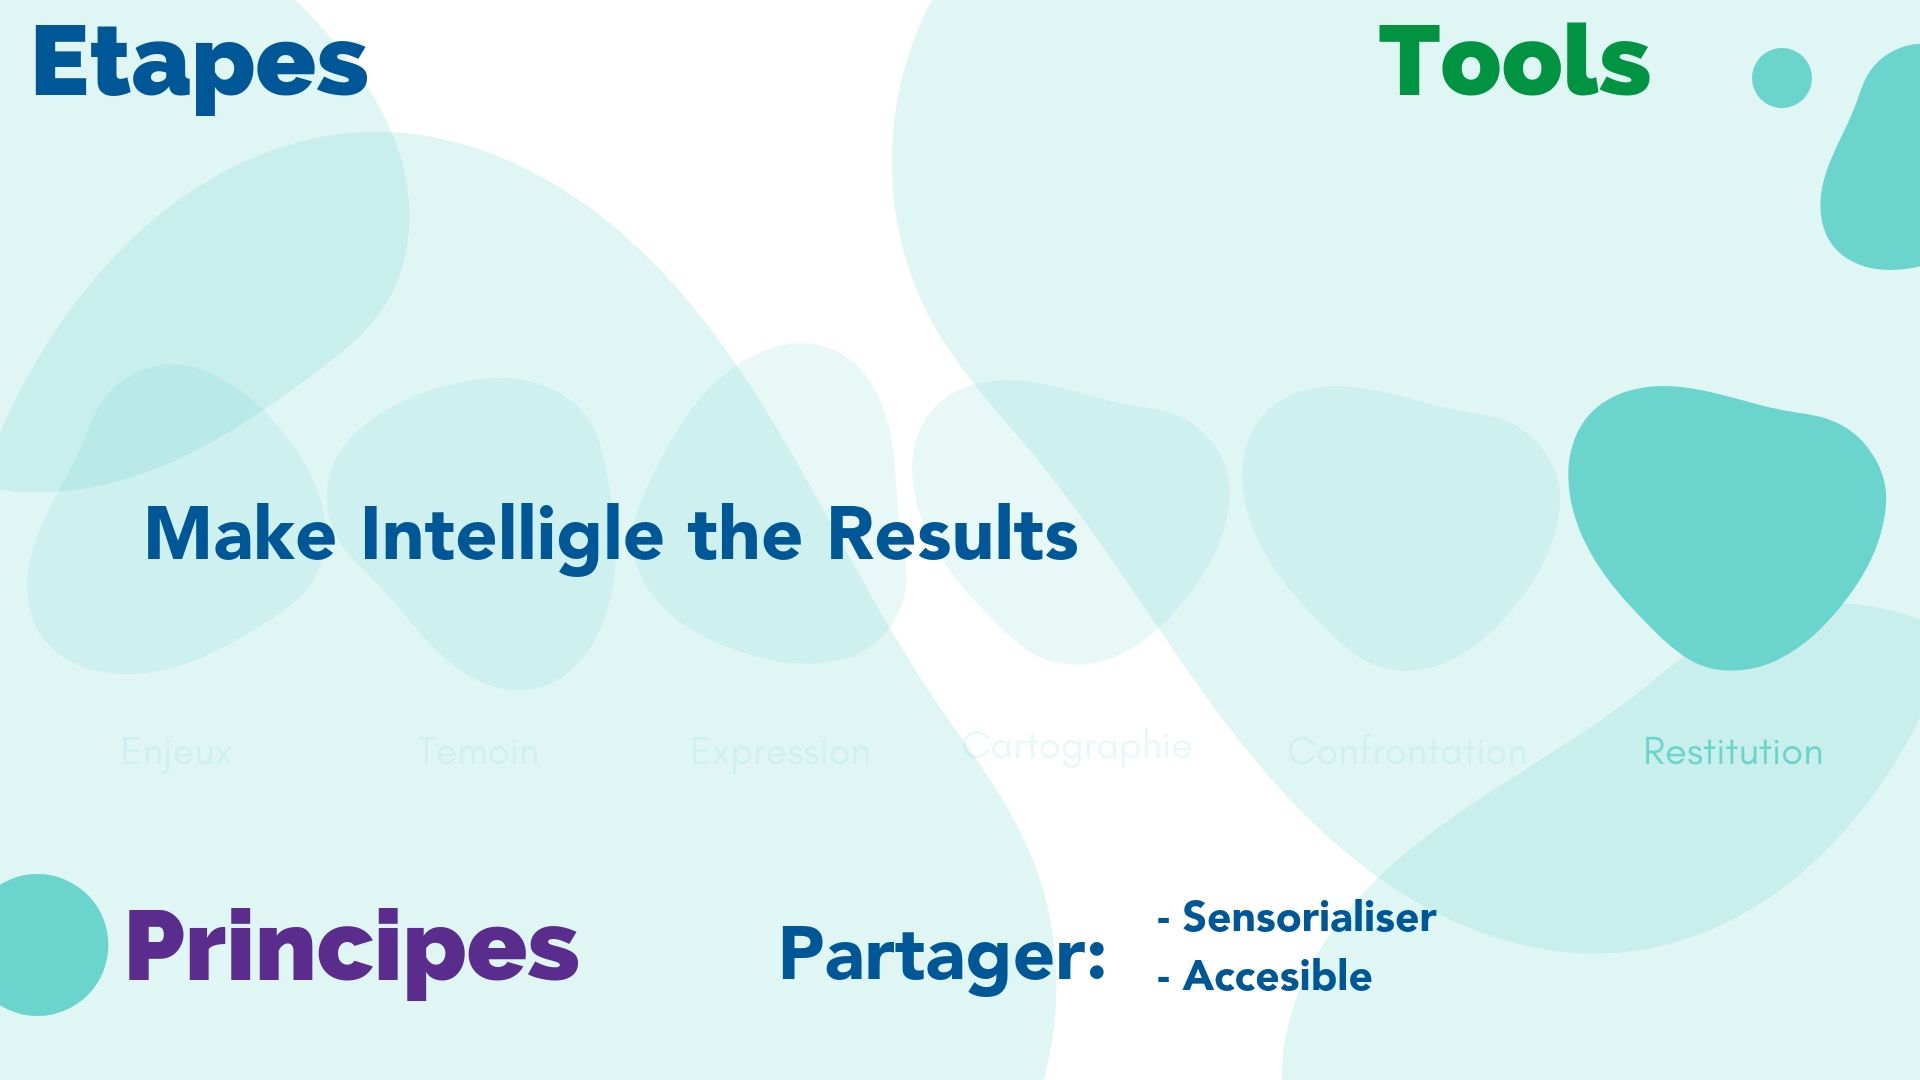 Etapes
Tools
Make Intelligle the Results
Enjeux
Temoin
Expression
Cartographie
Confrontation
Restitution
Principes
Partager:
- Sensorialiser
- Accesible